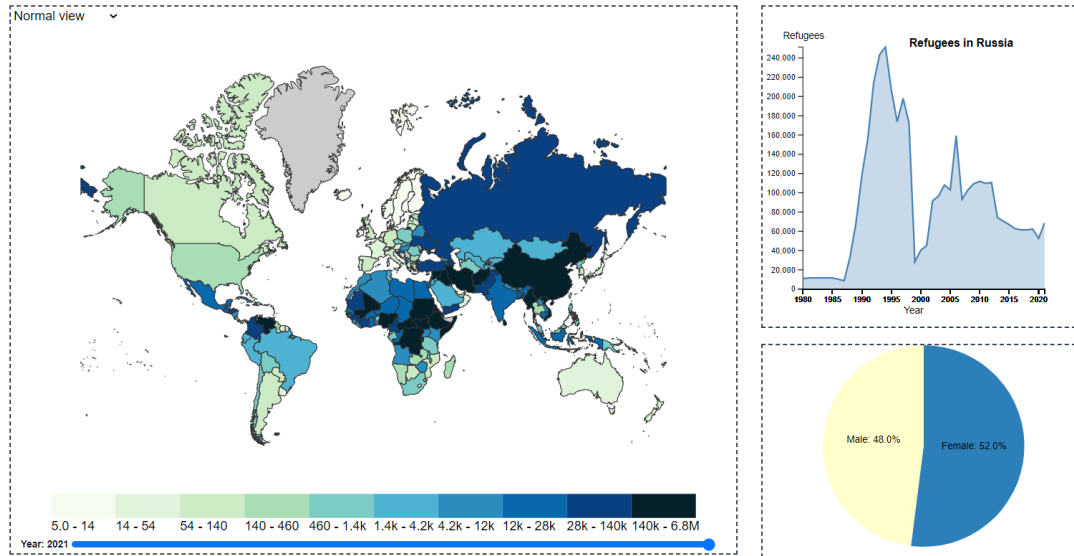 Normal view
5.0 - 14
14 - 54
54 - 140
140 - 460
460 - 1.4k
1.4k - 4.2k
4.2k - 12k
12k - 28k
28k - 140k
140k - 6.8M
Year: 2021
Refugees
Refugees in Russia
240,000
220,000
200,000
180,000
160,000
140,000
120,000
100,000
80,000
60,000
40,000
20,000
0
1980
1985
1990
1995
2000
2005
2010
2015
2020
Year
Male: 48.0%
Female: 52.0%